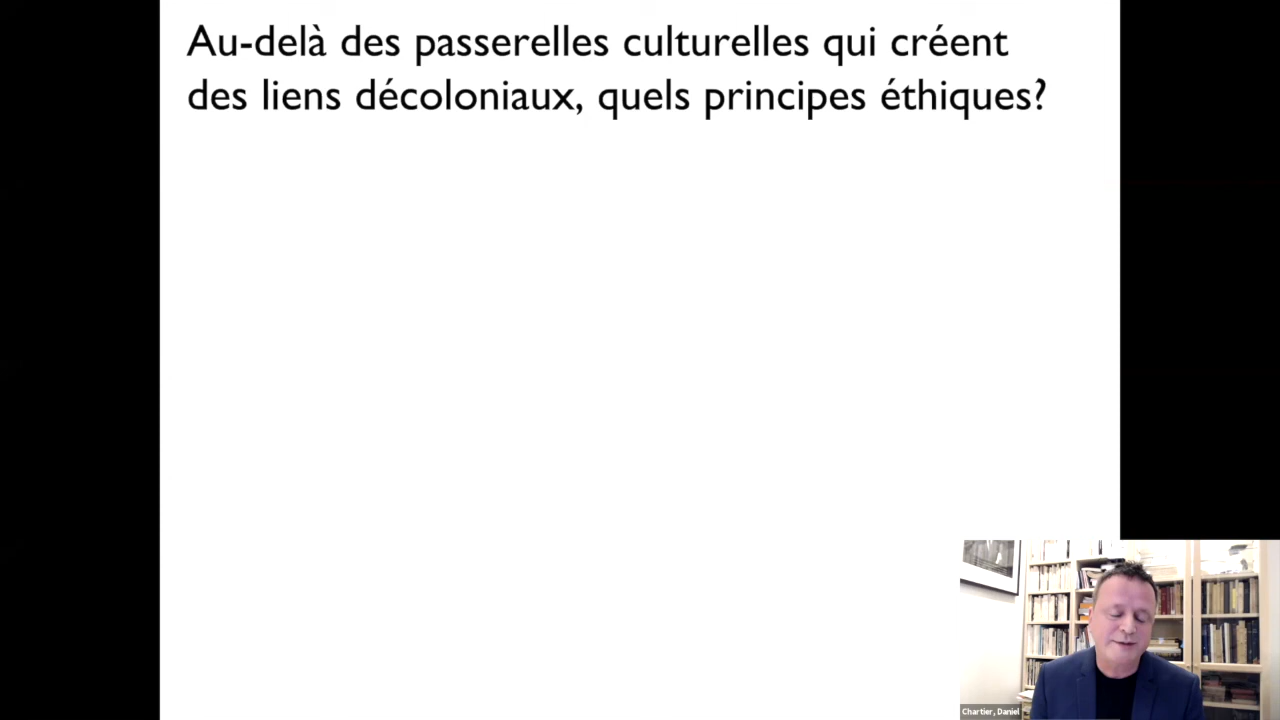 Au-delà des passerelles culturelles qui créent
des liens décoloniaux, quels principes éthiques?
Chartier, Daniel